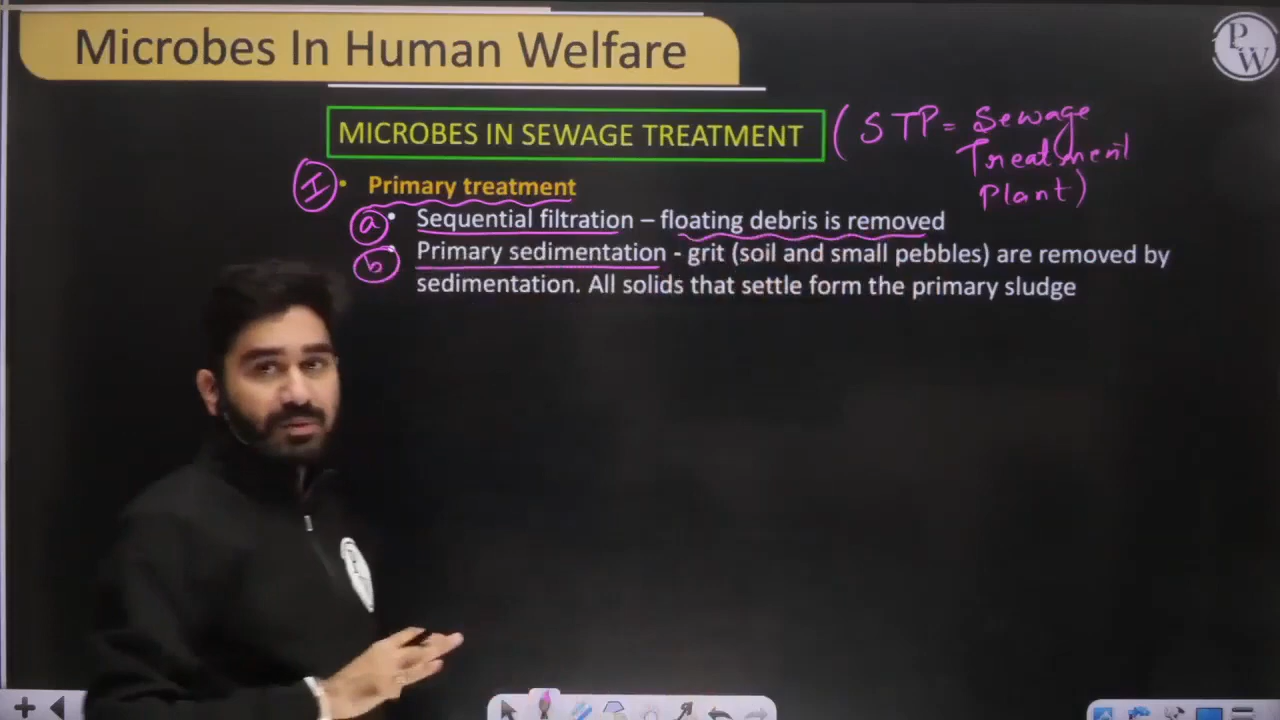 Microbes In Human Welfare
PW
MICROBES IN SEWAGE TREATMENT
(STP = Sewage
Treatment
Plant)
I • Primary treatment
a • Sequential filtration – floating debris is removed
b • Primary sedimentation - grit (soil and small pebbles) are removed by
sedimentation. All solids that settle form the primary sludge